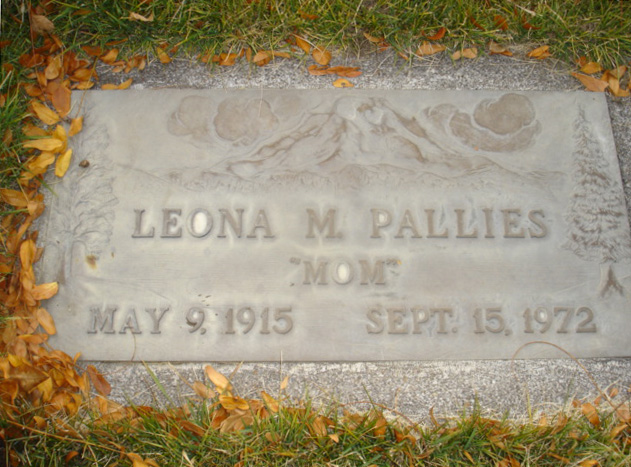 LEONA M. PALLIES
"MOM"
MAY 9, 1915 SEPT. 15, 1972